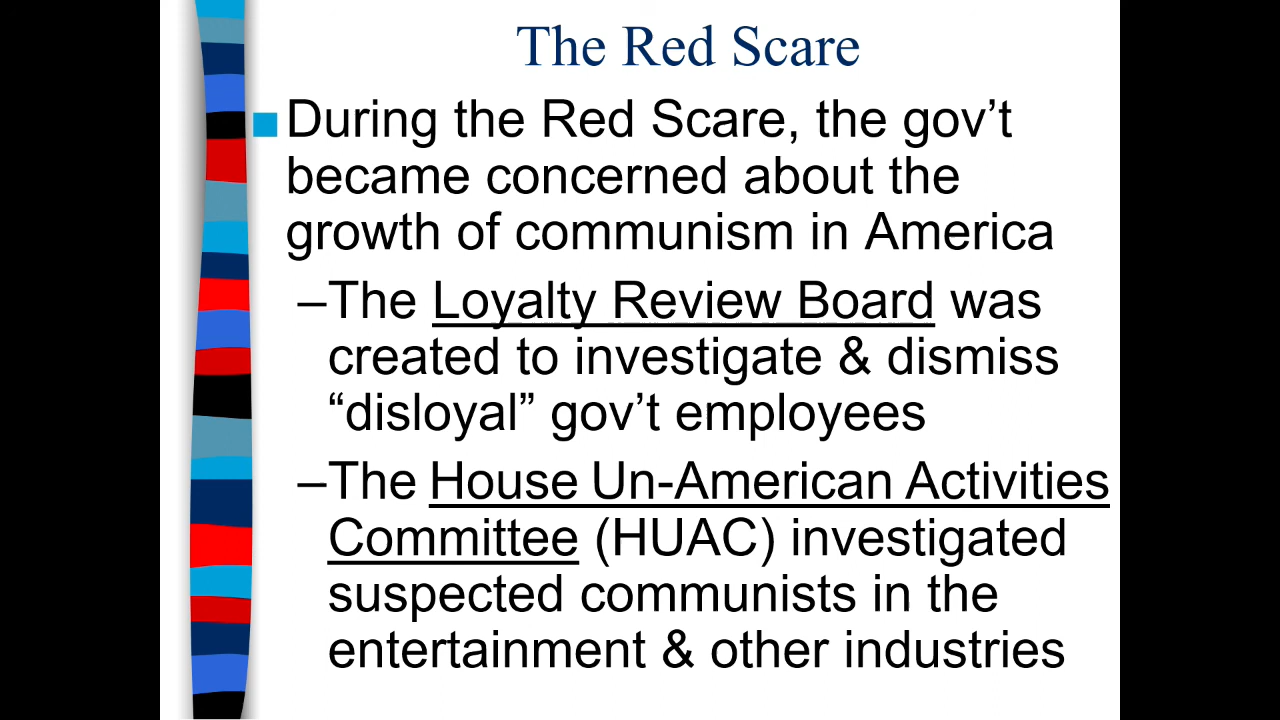 The Red Scare
■During the Red Scare, the gov’t
became concerned about the
growth of communism in America
–The Loyalty Review Board was
created to investigate & dismiss
“disloyal” gov’t employees
–The House Un-American Activities
Committee (HUAC) investigated
suspected communists in the
entertainment & other industries